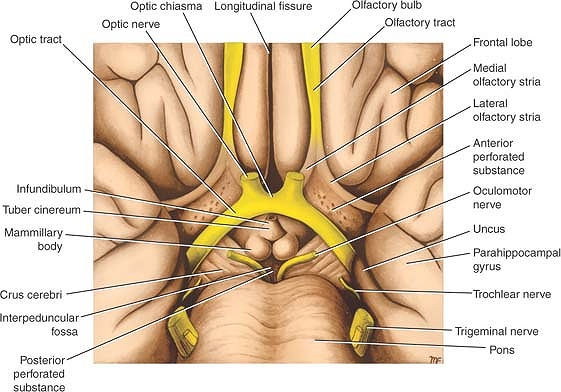 Optic chiasma
Longitudinal fissure
Olfactory bulb
Optic nerve
Olfactory tract
Optic tract
Frontal lobe
Medial
olfactory stria
Lateral
olfactory stria
Anterior
perforated
substance
Infundibulum
Oculomotor
nerve
Tuber cinereum
Mammillary
body
Uncus
Parahippocampal
gyrus
Crus cerebri
Trochlear nerve
Interpeduncular
fossa
Trigeminal nerve
Pons
Posterior
perforated
substance